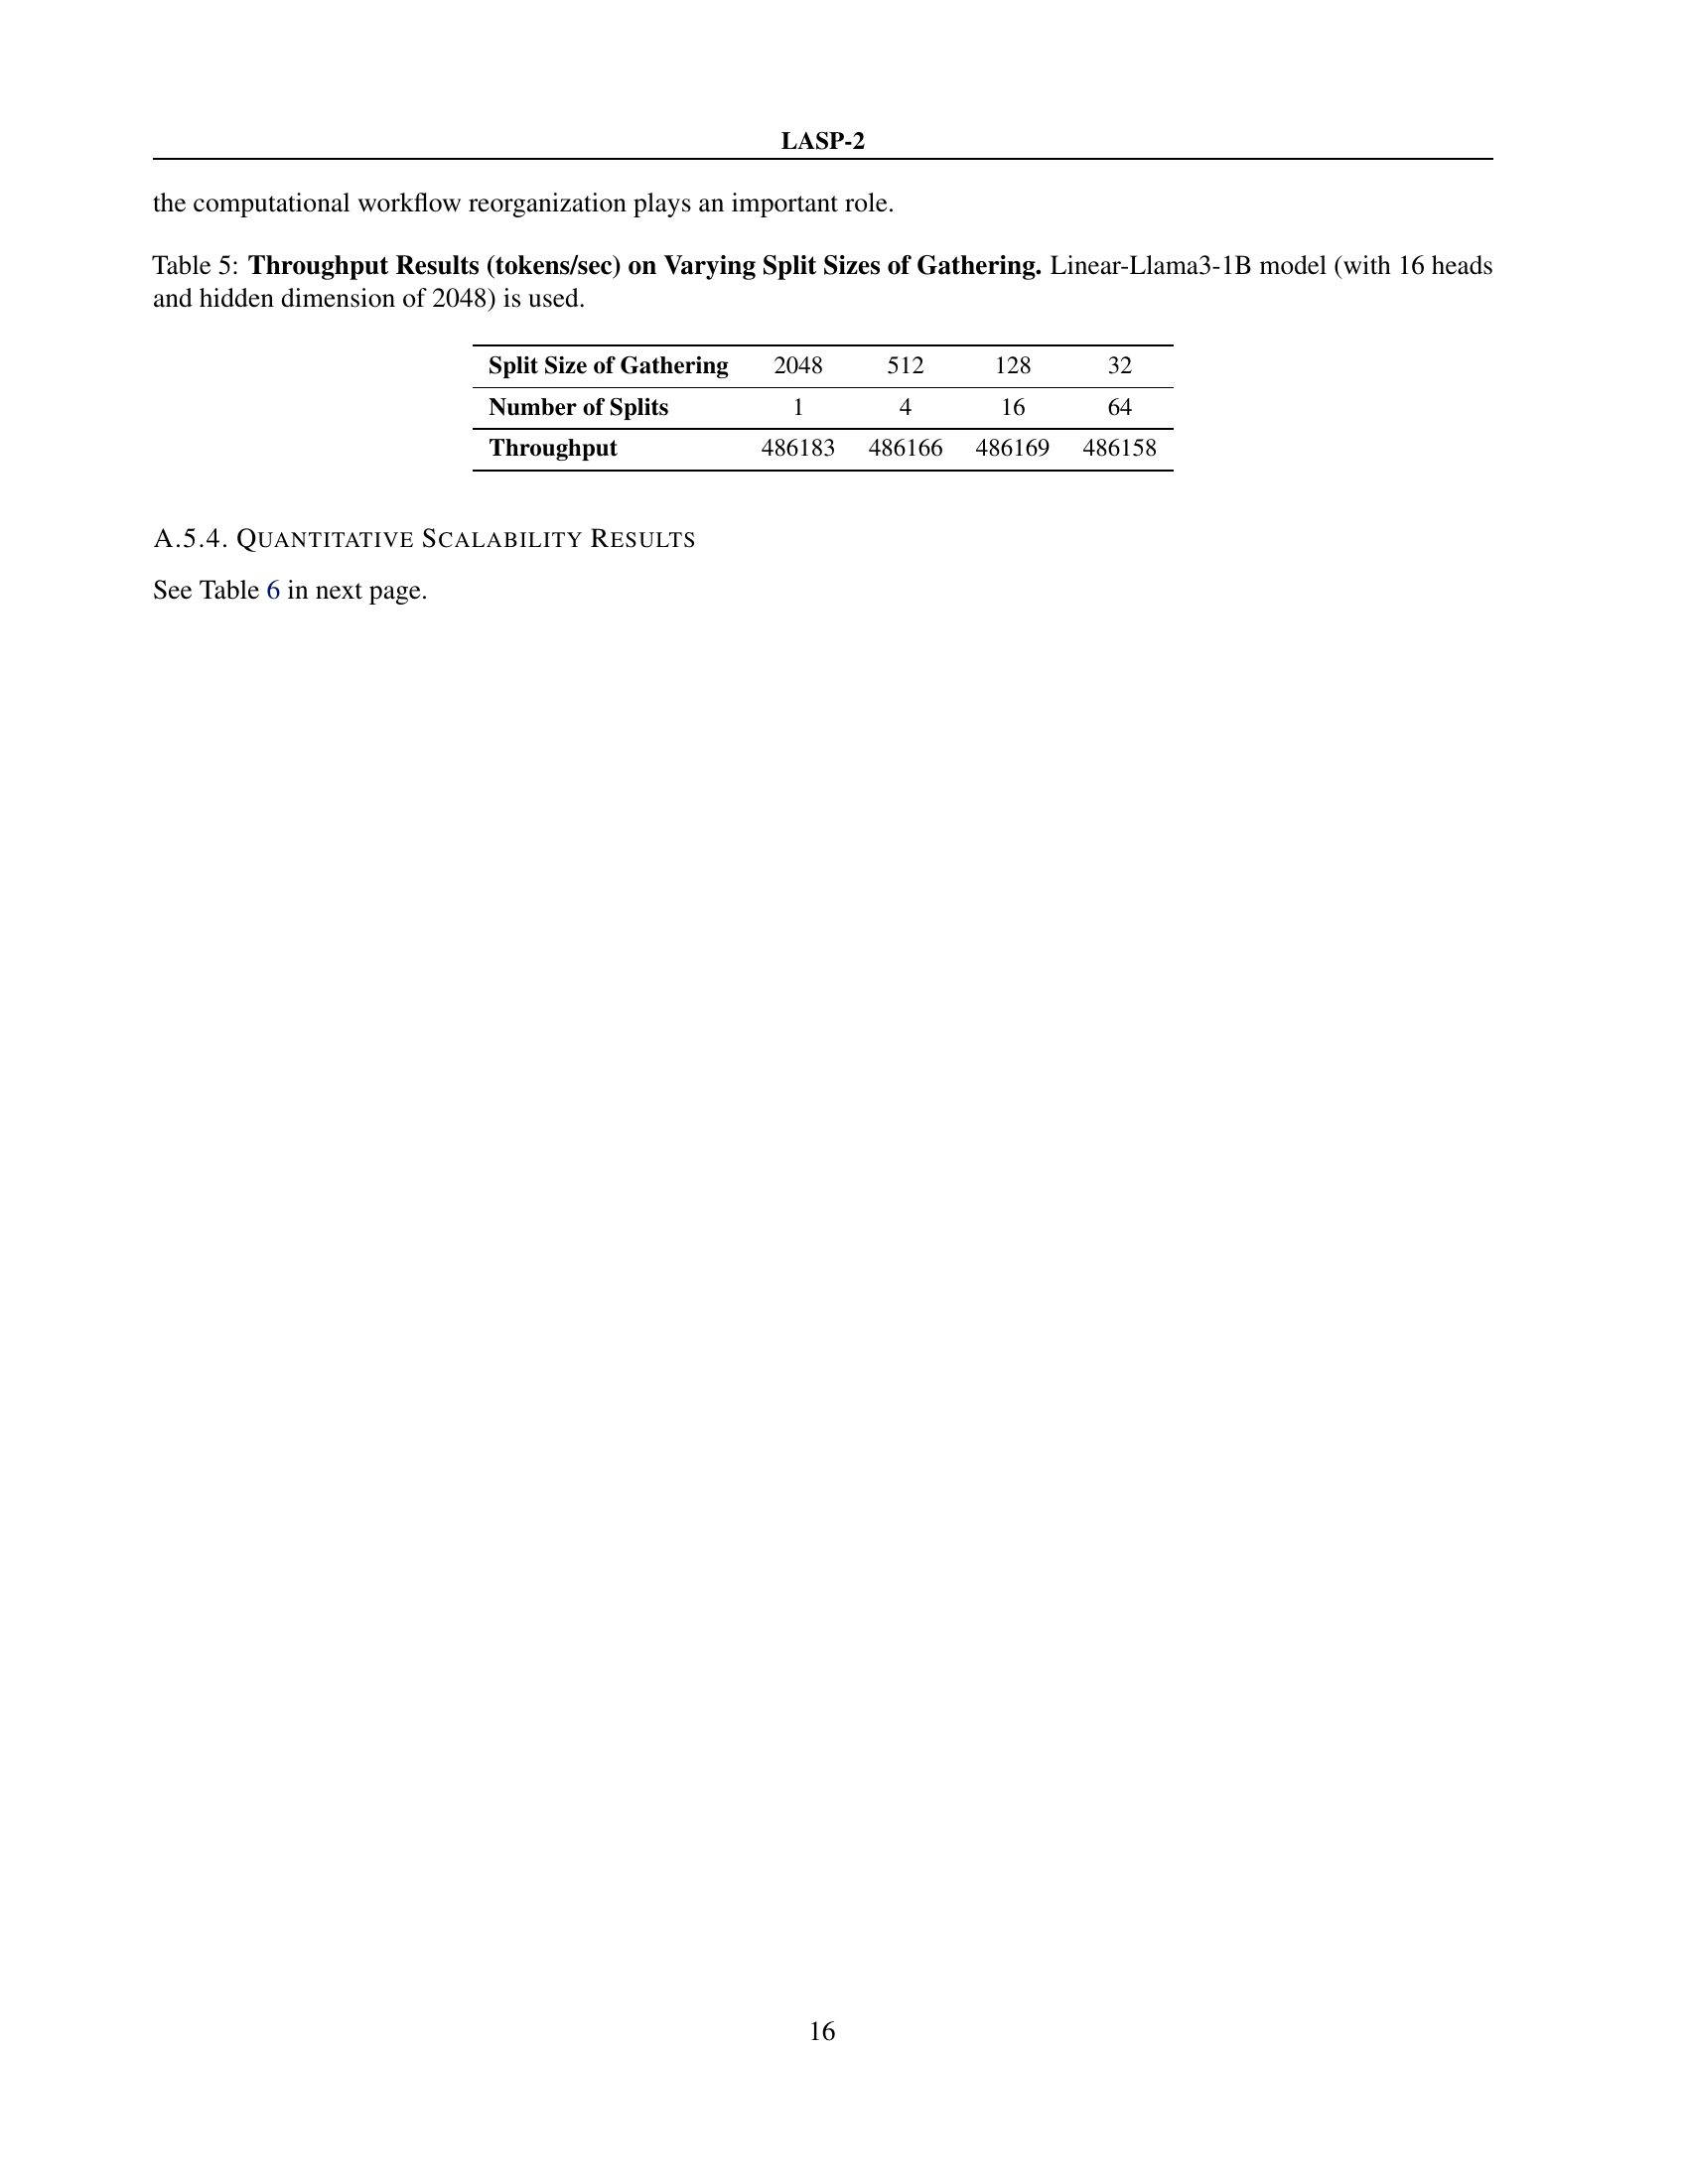 LASP-2
the computational workflow reorganization plays an important role.
Table 5: Throughput Results (tokens/sec) on Varying Split Sizes of Gathering. Linear-Llama3-1B model (with 16 heads
and hidden dimension of 2048) is used.
Split Size of Gathering 2048 512 128 32
Number of Splits 1 4 16 64
Throughput 486183 486166 486169 486158
A.5.4. QUANTITATIVE SCALABILITY RESULTS
See Table 6 in next page.
16